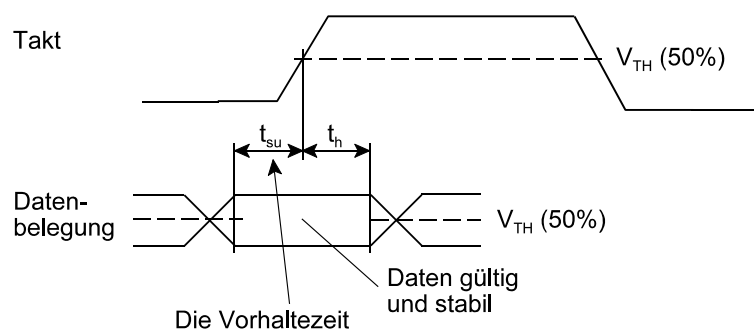 Takt
V_TH (50%)
t_su
t_h
Daten-
belegung
V_TH (50%)
Daten gültig
und stabil
Die Vorhaltezeit